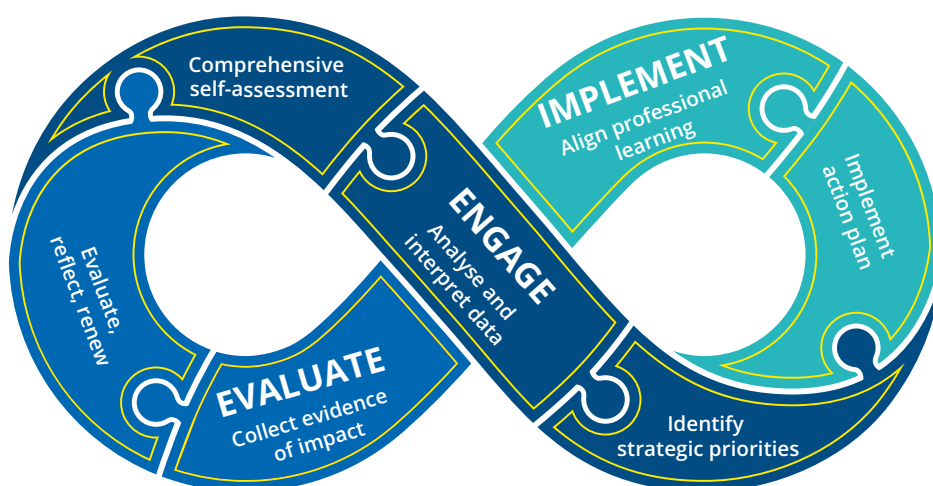 Comprehensive
self-assessment
ENGAGE
Analyse and
interpret data
Identify
strategic priorities
IMPLEMENT
Align professional
learning
Implement
action plan
EVALUATE
Collect evidence
of impact
Evaluate,
reflect, renew